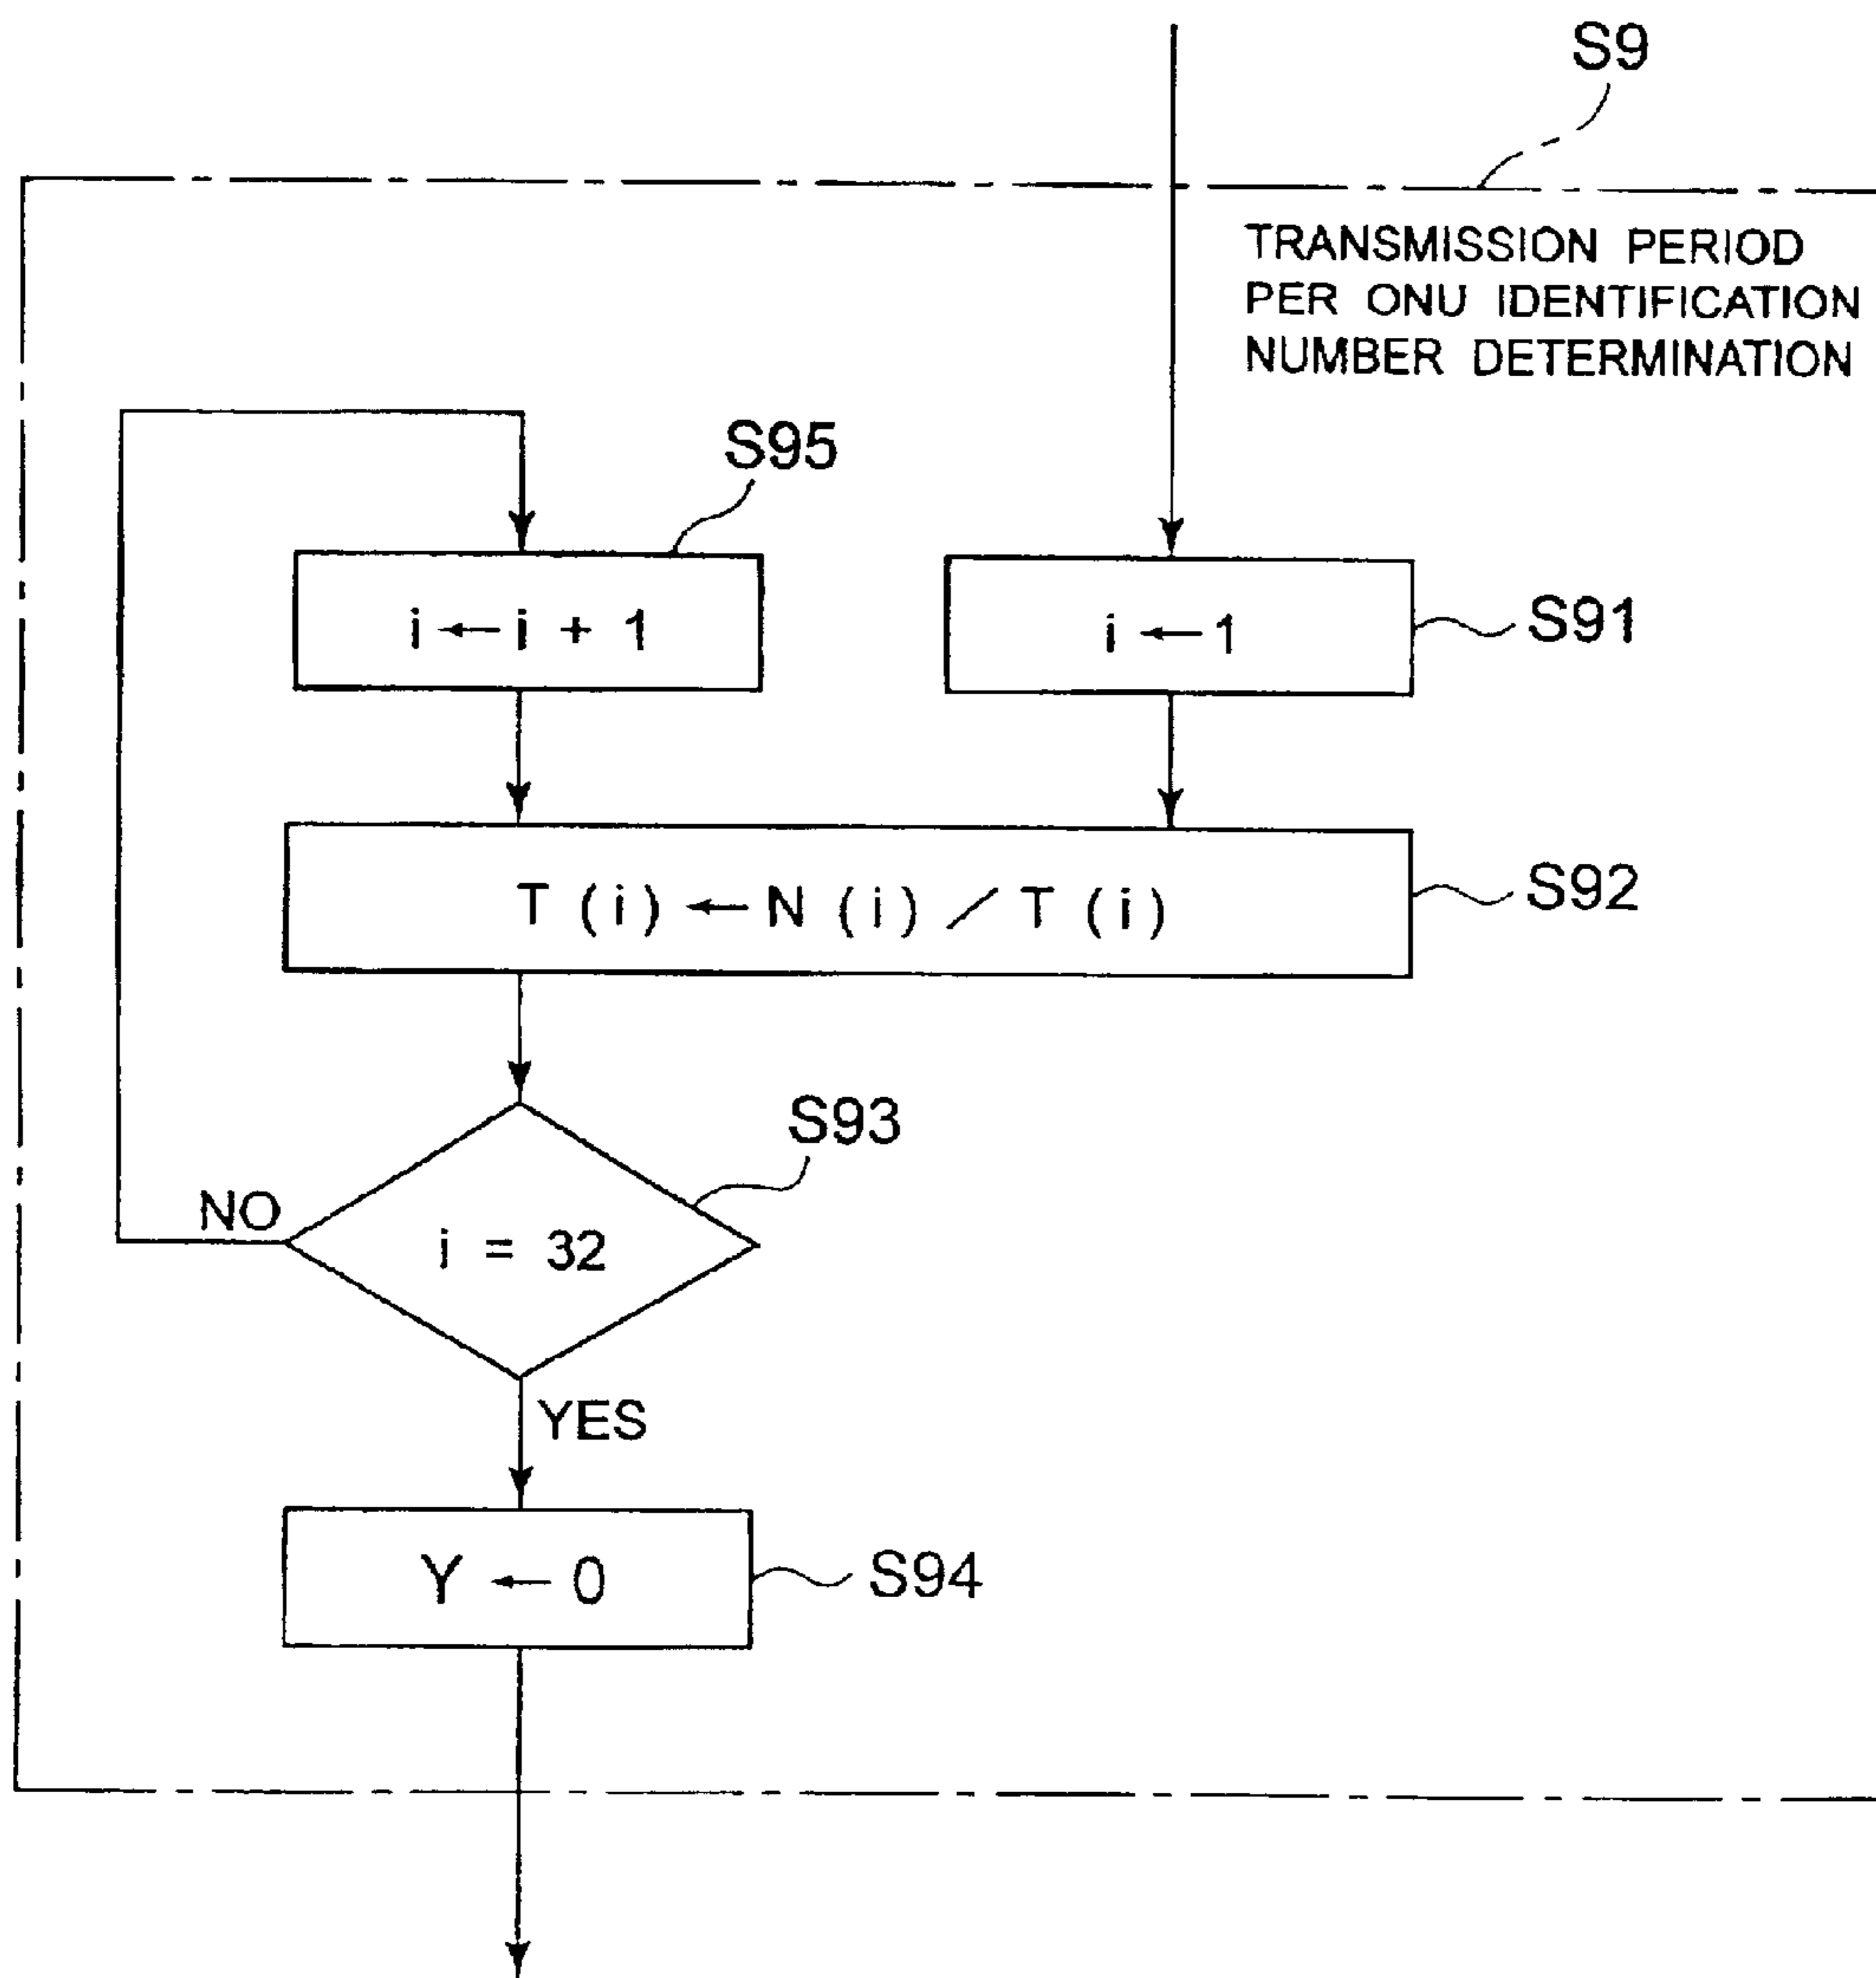 S9
TRANSMISSION PERIOD
PER ONU IDENTIFICATION
NUMBER DETERMINATION
S95
i ← i + 1
i ← 1
S91
T (i) ← N (i) / T (i)
S92
S93
NO
i = 32
YES
Y ← 0
S94